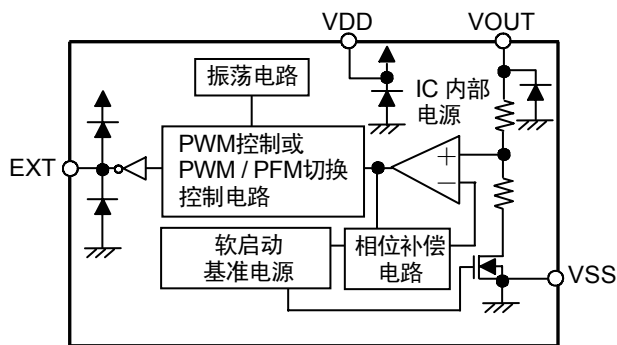 VDD
VOUT
振荡电路
IC 内部
电源
PWM控制或
PWM / PFM切换
控制电路
EXT
+
−
软启动
基准电源
相位补偿
电路
VSS